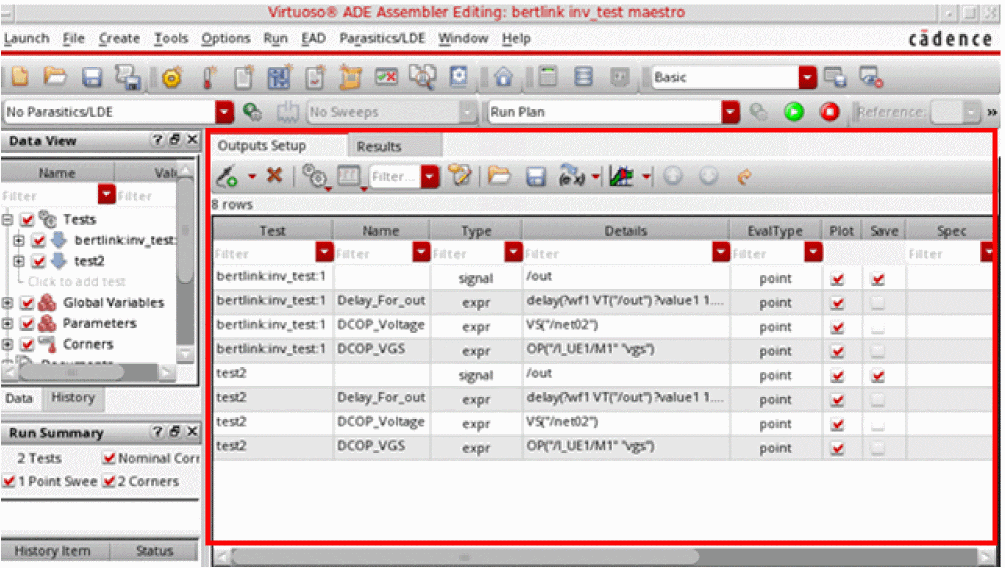 Virtuoso® ADE Assembler Editing: bertlink inv_test maestro
Launch File Create Tools Options Run EAD Parasitics/LDE Window Help
cādence
Basic
No Parasitics/LDE No Sweeps Run Plan Reference:
Data View
Name Valu
Filter Filter
Tests
bertlink:inv_test:
test2
Click to add test
Global Variables
Parameters
Corners
Documents
Data History
Run Summary
2 Tests Nominal Corr
1 Point Swee 2 Corners
History Item Status
Outputs Setup Results
Filter...
8 rows
Test Name Type Details EvalType Plot Save Spec
Filter Filter Filter Filter Filter Filter
bertlink:inv_test:1 signal /out point
bertlink:inv_test:1 Delay_For_out expr delay(?wf1 VT("/out") ?value1 1.... point
bertlink:inv_test:1 DCOP_Voltage expr VS("/net02") point
bertlink:inv_test:1 DCOP_VGS expr OP("/I_UE1/M1" "vgs") point
test2 signal /out point
test2 Delay_For_out expr delay(?wf1 VT("/out") ?value1 1.... point
test2 DCOP_Voltage expr VS("/net02") point
test2 DCOP_VGS expr OP("/I_UE1/M1" "vgs") point